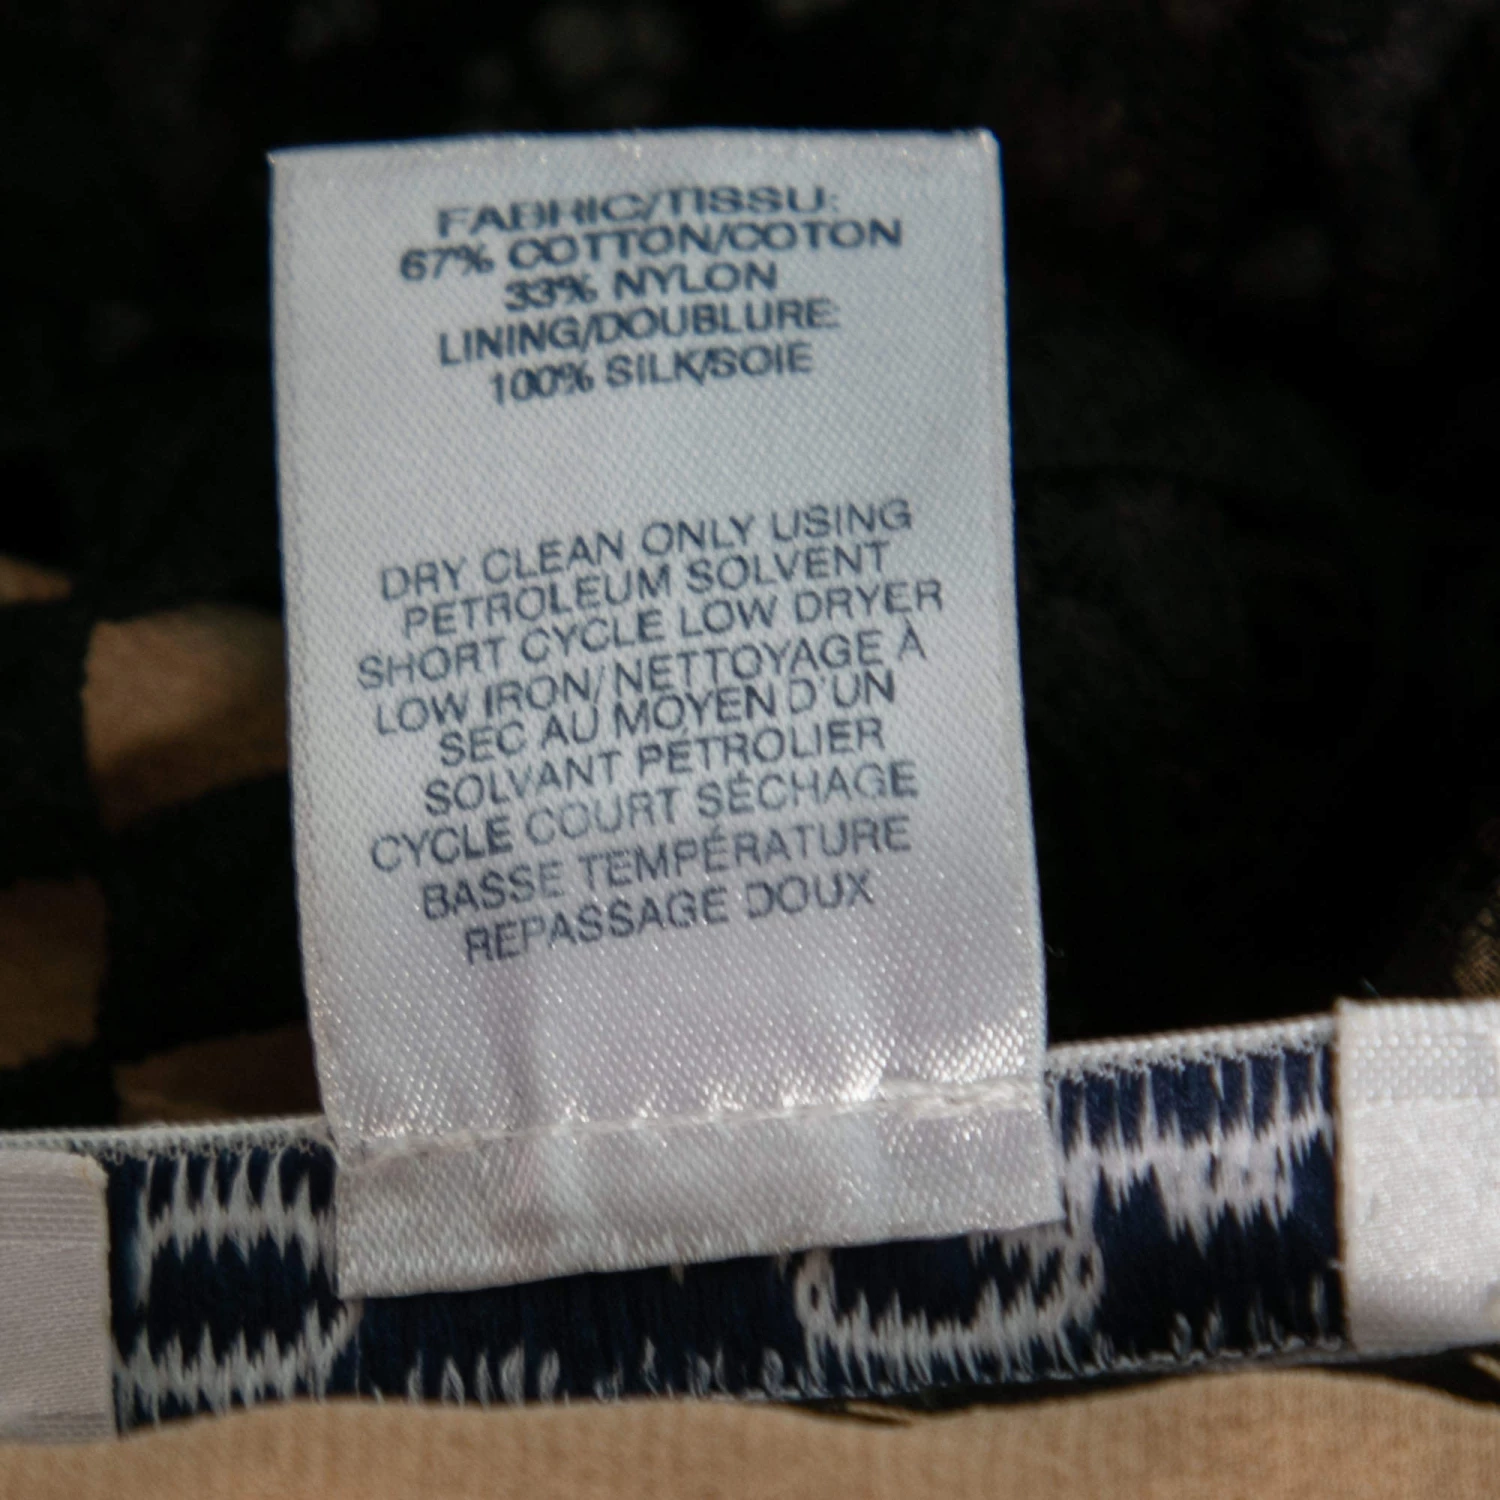 FABRIC/TISSU:
67% COTTON/COTON
33% NYLON
LINING/DOUBLURE:
100% SILK/SOIE
DRY CLEAN ONLY USING
PETROLEUM SOLVENT
SHORT CYCLE LOW DRYER
LOW IRON/NETTOYAGE À
SEC AU MOYEN D'UN
SOLVANT PÉTROLIER
CYCLE COURT SÉCHAGE
BASSE TEMPÉRATURE
REPASSAGE DOUX